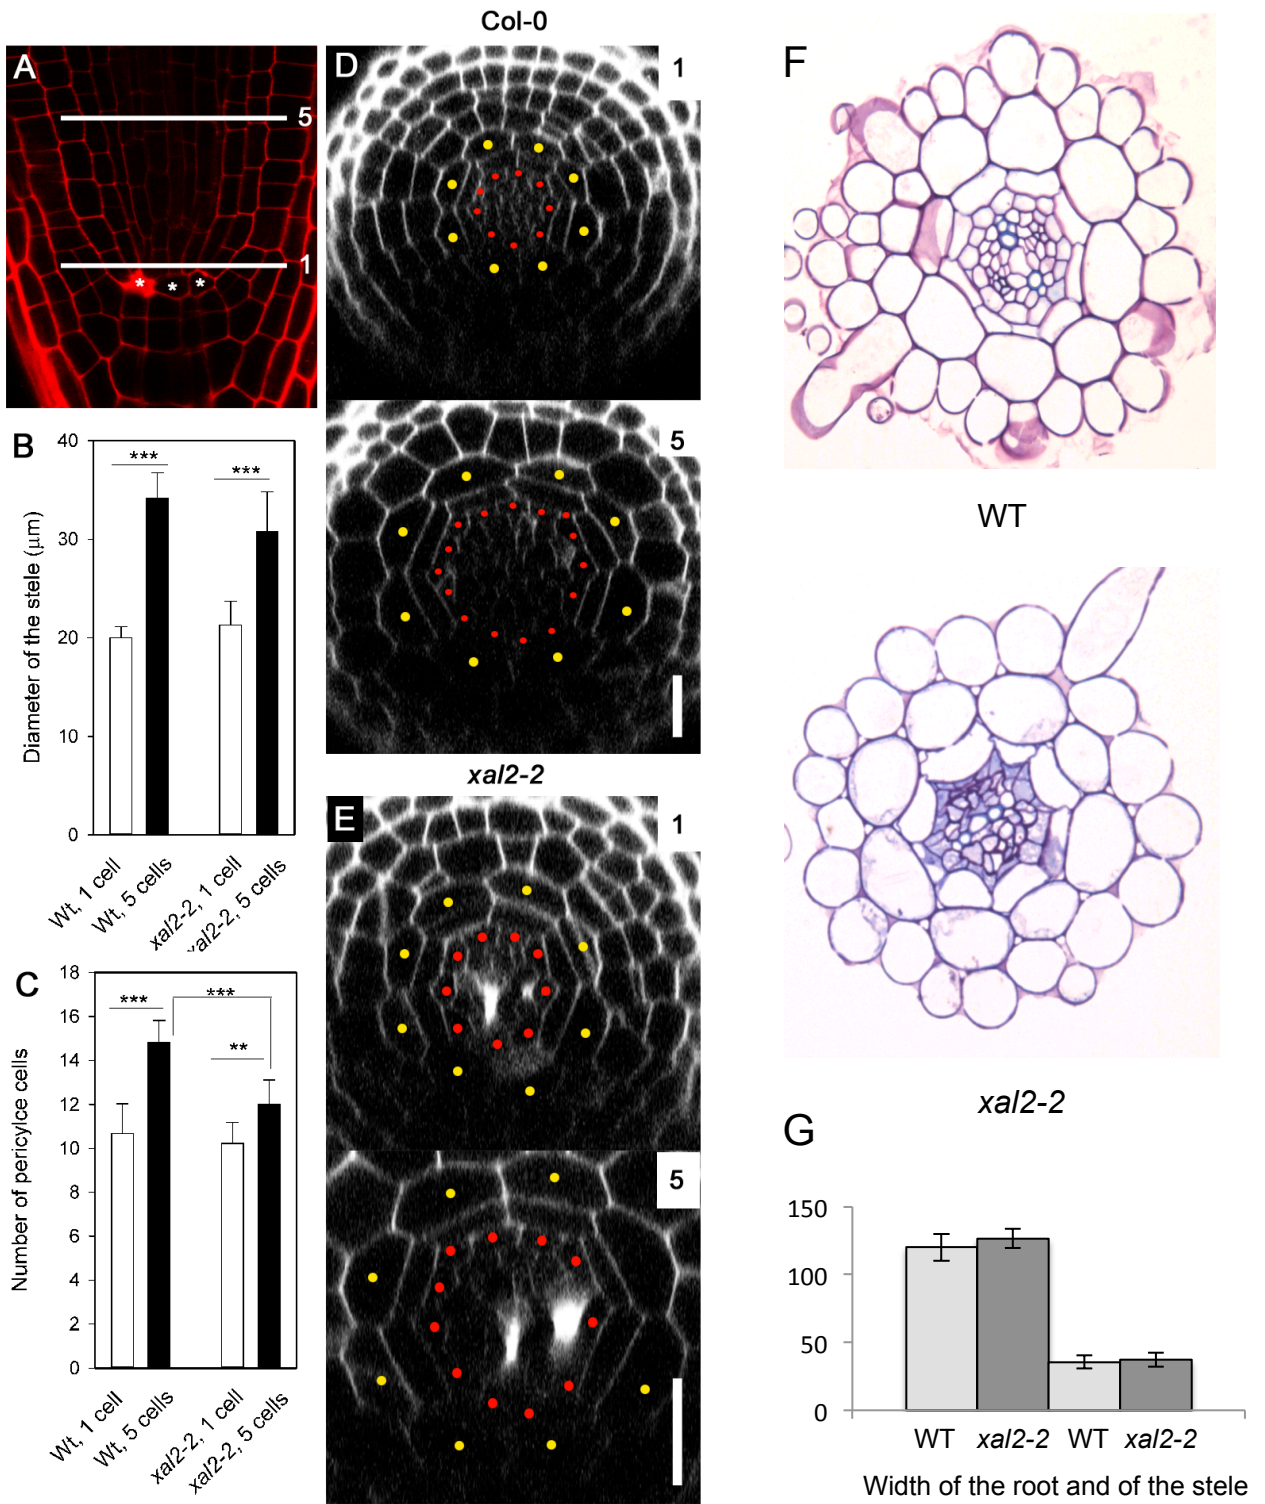 Col-0
A
5
1
* * *
D
1
5
xal2-2
E
1
5
B
40
30
20
10
0
Diameter of the stele (µm)
***
***
Wt, 1 cell
Wt, 5 cells
xal2-2, 1 cell
xal2-2, 5 cells
C
18
16
14
12
10
8
6
4
2
0
Number of pericylce cells
***
***
**
Wt, 1 cell
Wt, 5 cells
xal2-2, 1 cell
xal2-2, 5 cells
F
WT
xal2-2
G
150
100
50
0
WT xal2-2 WT xal2-2
Width of the root and of the stele